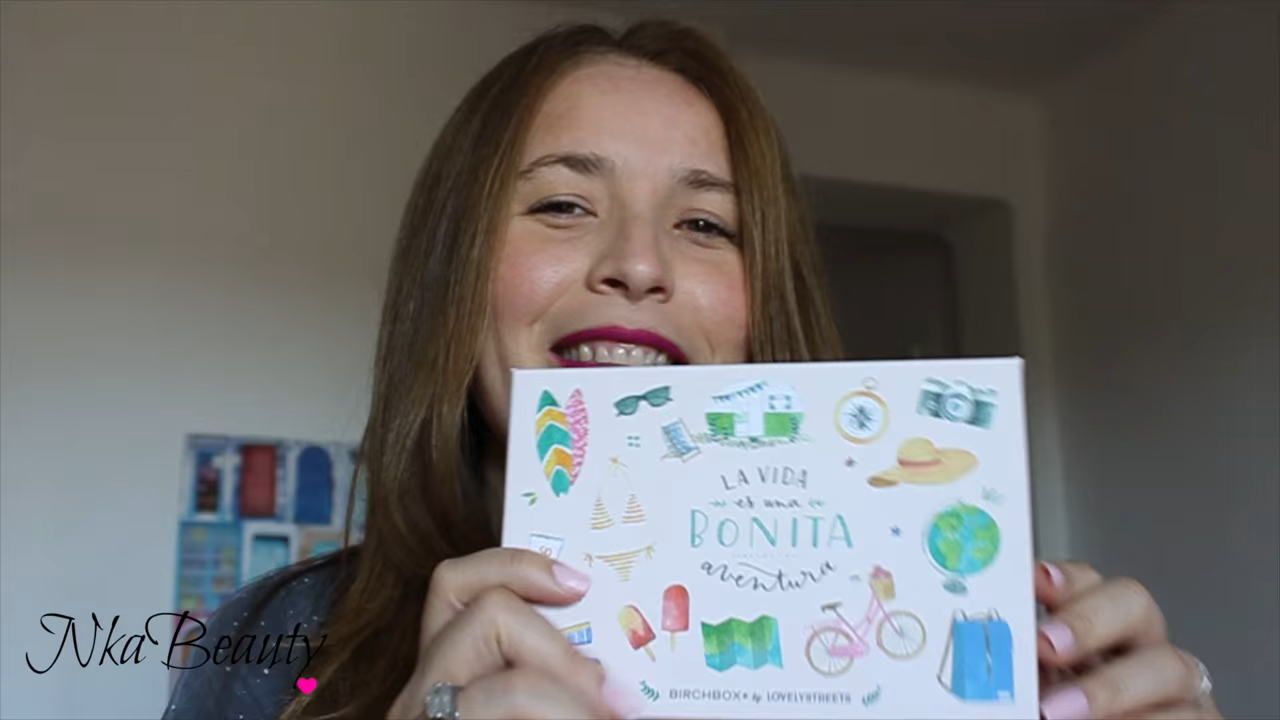 LA VIDA
es una
BONITA
aventura
BIRCHBOX by LOVELYSTREETS
NkaBeauty